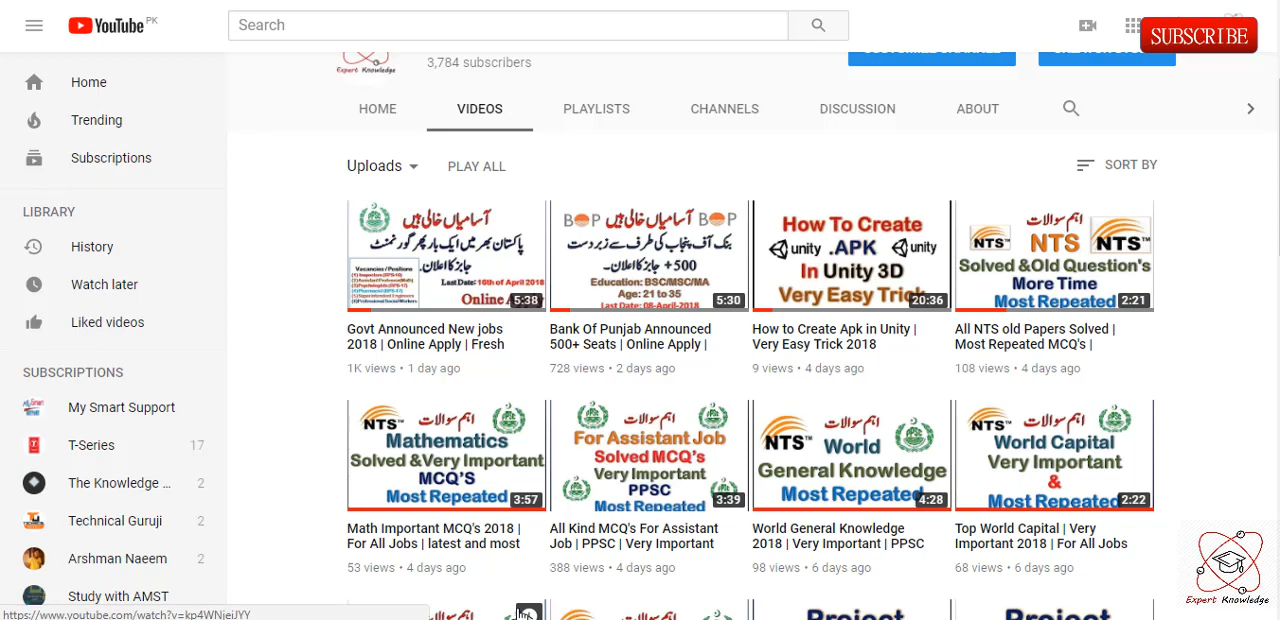 YouTube PK
Search
SUBSCRIBE
Home
Trending
Subscriptions
LIBRARY
History
Watch later
Liked videos
SUBSCRIPTIONS
My Smart Support
T-Series 17
The Knowledge ... 2
Technical Guruji 2
Arshman Naeem 2
Study with AMST
Expert Knowledge
3,784 subscribers
HOME VIDEOS PLAYLISTS CHANNELS DISCUSSION ABOUT
Uploads PLAY ALL SORT BY
آسامیاں خالی ہیں
پاکستان بھر میں ایک بار پھر گورنمنٹ
جابز کا اعلان.
Vacancies / Positions
Last Date: 10th of April 2018
Online
5:38
Govt Announced New jobs
2018 | Online Apply | Fresh
1K views • 1 day ago
BOP آسامیاں خالی ہیں BOP
بنک آف پنجاب کی طرف سے زبردست
500+ جابز کا اعلان۔
Education: BSC/MSC/MA
Age: 21 to 35
Last Date: 08-April-2018
5:30
Bank Of Punjab Announced
500+ Seats | Online Apply |
728 views • 2 days ago
How To Create
unity .APK unity
In Unity 3D
Very Easy Trick
20:36
How to Create Apk in Unity |
Very Easy Trick 2018
9 views • 4 days ago
اہم سوالات
NTS NTS NTS
Solved &Old Question's
More Time
Most Repeated
2:21
All NTS old Papers Solved |
Most Repeated MCQ's |
108 views • 4 days ago
NTS اہم سوالات
Mathematics
Solved &Very Important
MCQ'S
Most Repeated
3:57
Math Important MCQ's 2018 |
For All Jobs | latest and most
53 views • 4 days ago
اہم سوالات
For Assistant Job
Solved MCQ's
Very Important
PPSC
Most Repeated
3:39
All Kind MCQ's For Assistant
Job | PPSC | Very Important
388 views • 4 days ago
اہم سوالات
NTS World
General Knowledge
Most Repeated
4:28
World General Knowledge
2018 | Very Important | PPSC
98 views • 6 days ago
NTS اہم سوالات
World Capital
Very Important
&
Most Repeated
2:22
Top World Capital | Very
Important 2018 | For All Jobs
68 views • 6 days ago
Expert Knowledge
اہم سوالات
اہم سوالات
Project
Project